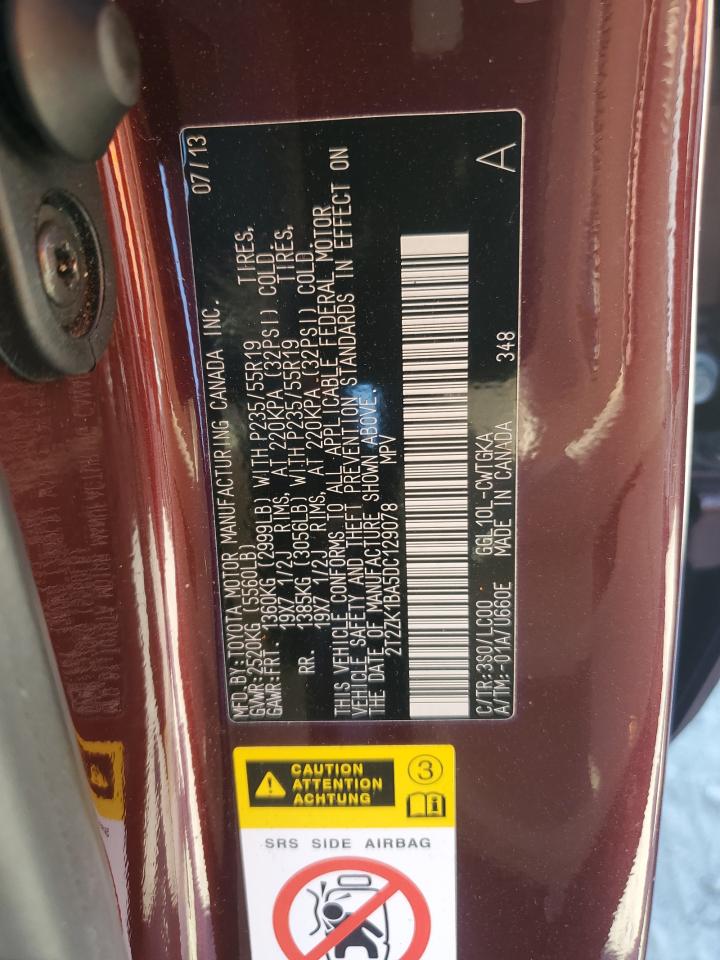 MFD. BY: TOYOTA MOTOR MANUFACTURING CANADA INC. 07/13
GVWR: 2520KG (5560LB)
GAWR: FRT. 1360KG (2998LB) WITH P235/55R19 TIRES,
19X7 1/2J RIMS, AT 220KPA (32PSI) COLD
RR. 1385KG (3056LB) WITH P235/55R19 TIRES,
19X7 1/2J RIMS, AT 220KPA (32PSI) COLD.
THIS VEHICLE CONFORMS TO ALL APPLICABLE FEDERAL MOTOR
VEHICLE SAFETY AND THEFT PREVENTION STANDARDS IN EFFECT ON
THE DATE OF MANUFACTURE SHOWN ABOVE.
2T2ZK1BA5DC129078 MPV
C/TR: 3S0/LC00 GGL10L-CWTGKA A
A/TM: -01A/U660E MADE IN CANADA 348
CAUTION
ATTENTION
ACHTUNG
3
SRS SIDE AIRBAG